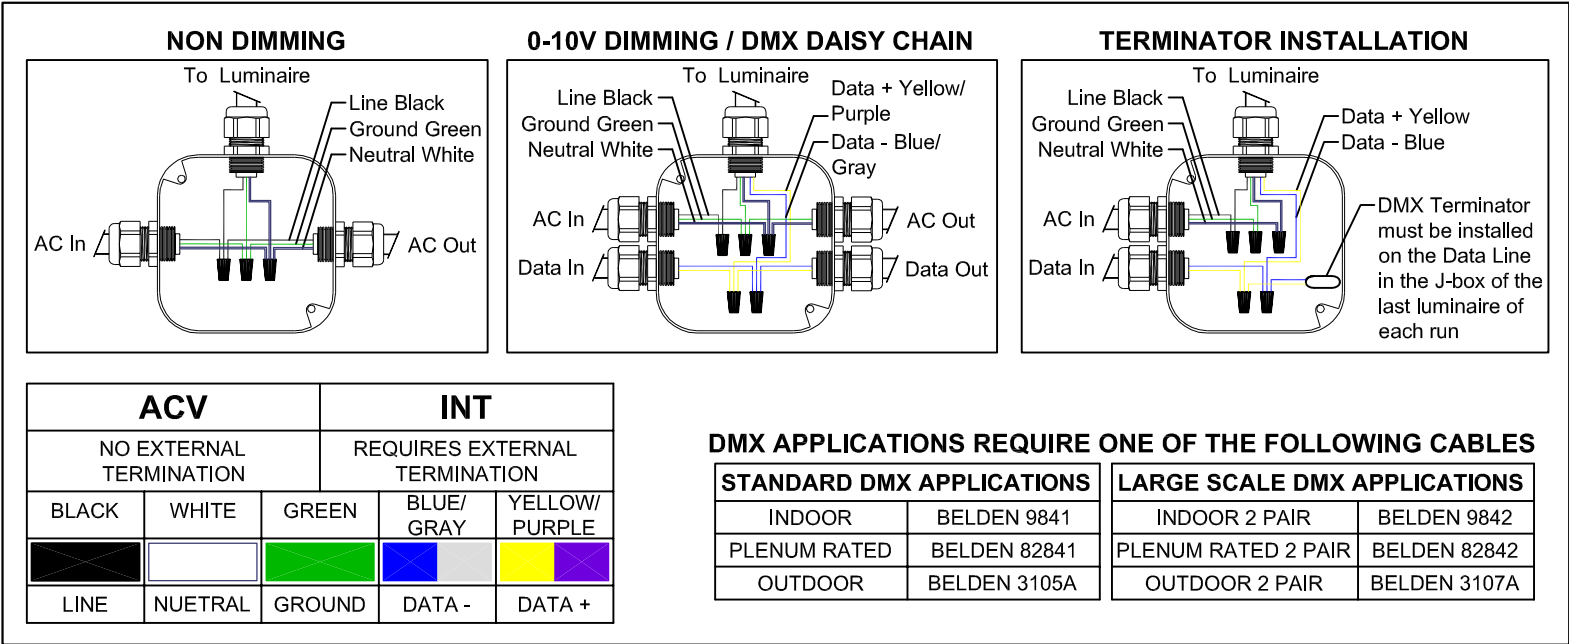 NON DIMMING
To Luminaire
Line Black
Ground Green
Neutral White
AC In
AC Out
0-10V DIMMING / DMX DAISY CHAIN
To Luminaire
Line Black
Ground Green
Neutral White
Data + Yellow/
Purple
Data - Blue/
Gray
AC In
AC Out
Data In
Data Out
TERMINATOR INSTALLATION
To Luminaire
Line Black
Ground Green
Neutral White
Data + Yellow
Data - Blue
AC In
Data In
DMX Terminator
must be installed
on the Data Line
in the J-box of the
last luminaire of
each run
ACV
INT
NO EXTERNAL
TERMINATION
REQUIRES EXTERNAL
TERMINATION
BLACK
WHITE
GREEN
BLUE/
GRAY
YELLOW/
PURPLE
LINE
NUETRAL
GROUND
DATA -
DATA +
DMX APPLICATIONS REQUIRE ONE OF THE FOLLOWING CABLES
STANDARD DMX APPLICATIONS
INDOOR
BELDEN 9841
PLENUM RATED
BELDEN 82841
OUTDOOR
BELDEN 3105A
LARGE SCALE DMX APPLICATIONS
INDOOR 2 PAIR
BELDEN 9842
PLENUM RATED 2 PAIR
BELDEN 82842
OUTDOOR 2 PAIR
BELDEN 3107A